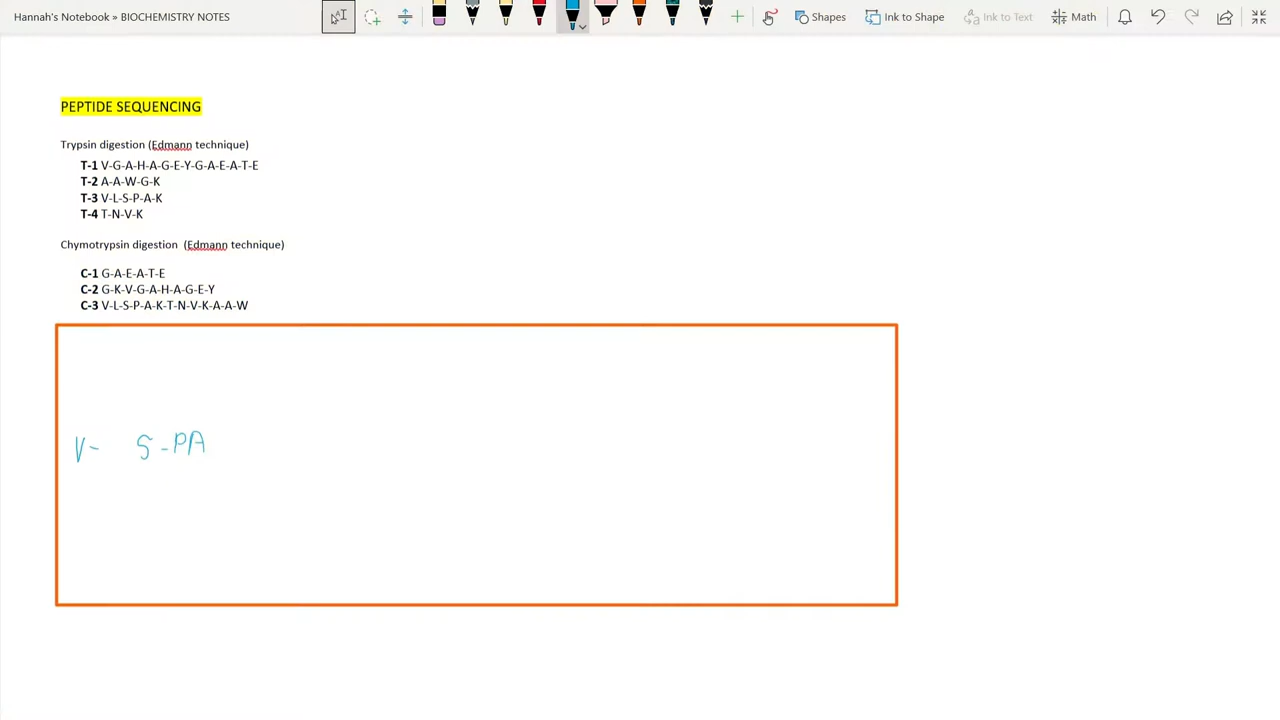 Hannah's Notebook » BIOCHEMISTRY NOTES
Shapes Ink to Shape Ink to Text Math
PEPTIDE SEQUENCING
Trypsin digestion (Edmann technique)
T-1 V-G-A-H-A-G-E-Y-G-A-E-A-T-E
T-2 A-A-W-G-K
T-3 V-L-S-P-A-K
T-4 T-N-V-K
Chymotrypsin digestion (Edmann technique)
C-1 G-A-E-A-T-E
C-2 G-K-V-G-A-H-A-G-E-Y
C-3 V-L-S-P-A-K-T-N-V-K-A-A-W
V- S-PA